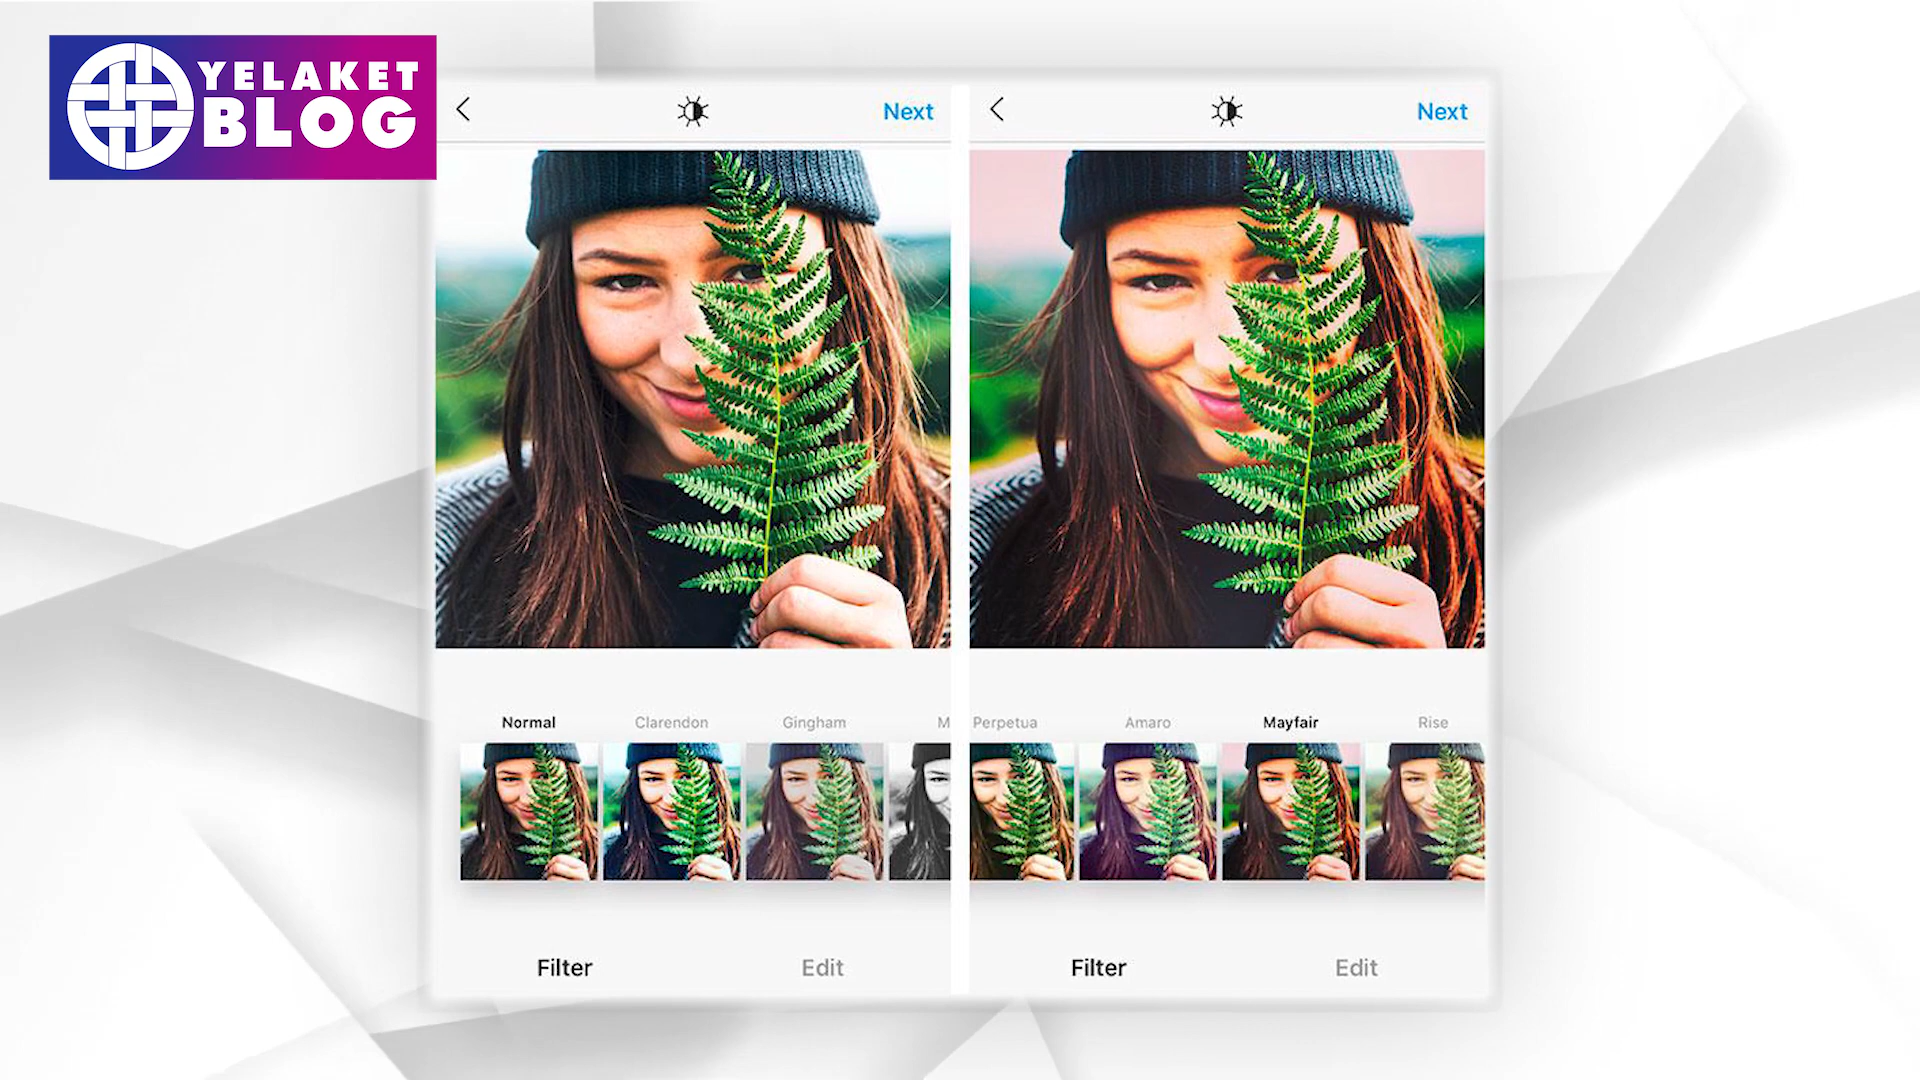 YELAKET
BLOG
Next
Next
Normal
Clarendon
Gingham
M
Perpetua
Amaro
Mayfair
Rise
Filter
Edit
Filter
Edit